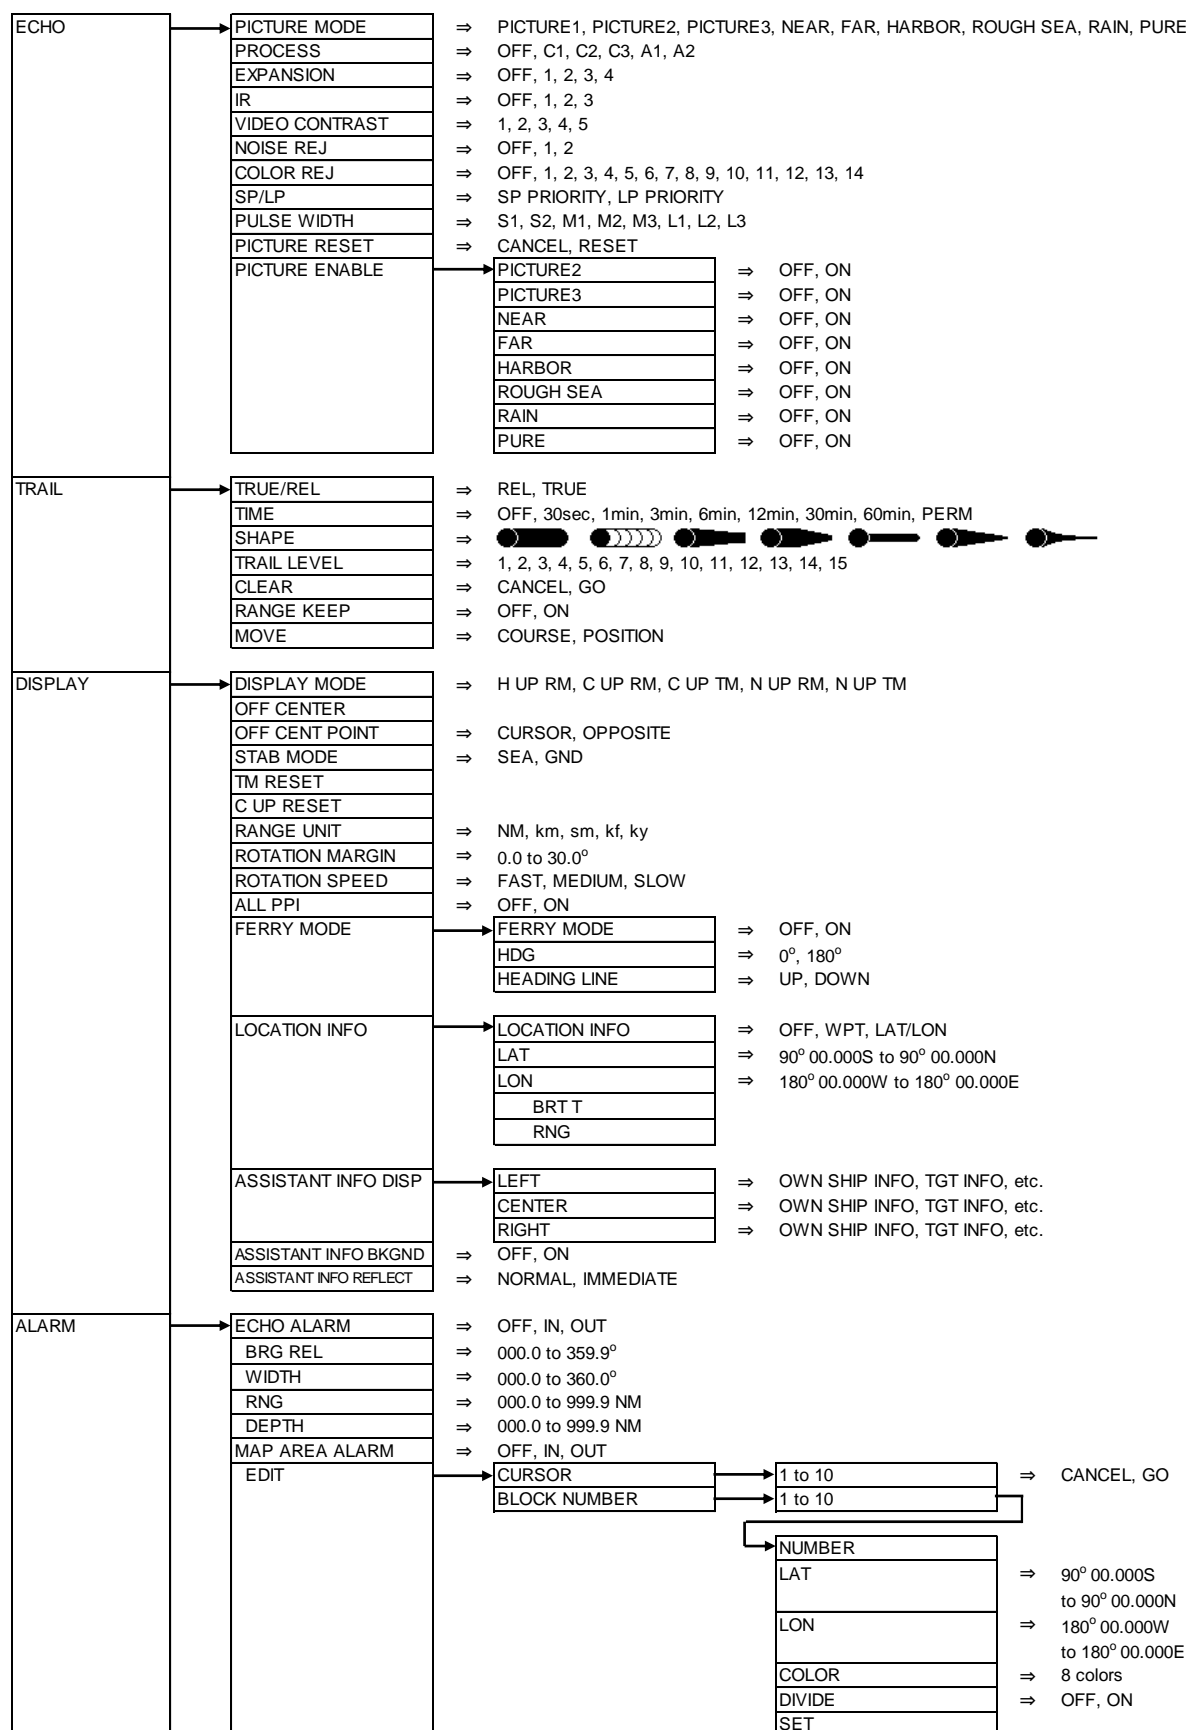 ECHO PICTURE MODE ⇒ PICTURE1, PICTURE2, PICTURE3, NEAR, FAR, HARBOR, ROUGH SEA, RAIN, PURE
PROCESS ⇒ OFF, C1, C2, C3, A1, A2
EXPANSION ⇒ OFF, 1, 2, 3, 4
IR ⇒ OFF, 1, 2, 3
VIDEO CONTRAST ⇒ 1, 2, 3, 4, 5
NOISE REJ ⇒ OFF, 1, 2
COLOR REJ ⇒ OFF, 1, 2, 3, 4, 5, 6, 7, 8, 9, 10, 11, 12, 13, 14
SP/LP ⇒ SP PRIORITY, LP PRIORITY
PULSE WIDTH ⇒ S1, S2, M1, M2, M3, L1, L2, L3
PICTURE RESET ⇒ CANCEL, RESET
PICTURE ENABLE PICTURE2 ⇒ OFF, ON
PICTURE3 ⇒ OFF, ON
NEAR ⇒ OFF, ON
FAR ⇒ OFF, ON
HARBOR ⇒ OFF, ON
ROUGH SEA ⇒ OFF, ON
RAIN ⇒ OFF, ON
PURE ⇒ OFF, ON
TRAIL TRUE/REL ⇒ REL, TRUE
TIME ⇒ OFF, 30sec, 1min, 3min, 6min, 12min, 30min, 60min, PERM
SHAPE ⇒
TRAIL LEVEL ⇒ 1, 2, 3, 4, 5, 6, 7, 8, 9, 10, 11, 12, 13, 14, 15
CLEAR ⇒ CANCEL, GO
RANGE KEEP ⇒ OFF, ON
MOVE ⇒ COURSE, POSITION
DISPLAY DISPLAY MODE ⇒ H UP RM, C UP RM, C UP TM, N UP RM, N UP TM
OFF CENTER
OFF CENT POINT ⇒ CURSOR, OPPOSITE
STAB MODE ⇒ SEA, GND
TM RESET
C UP RESET
RANGE UNIT ⇒ NM, km, sm, kf, ky
ROTATION MARGIN ⇒ 0.0 to 30.0°
ROTATION SPEED ⇒ FAST, MEDIUM, SLOW
ALL PPI ⇒ OFF, ON
FERRY MODE FERRY MODE ⇒ OFF, ON
HDG ⇒ 0°, 180°
HEADING LINE ⇒ UP, DOWN
LOCATION INFO LOCATION INFO ⇒ OFF, WPT, LAT/LON
LAT ⇒ 90° 00.000S to 90° 00.000N
LON ⇒ 180° 00.000W to 180° 00.000E
BRT T
RNG
ASSISTANT INFO DISP LEFT ⇒ OWN SHIP INFO, TGT INFO, etc.
CENTER ⇒ OWN SHIP INFO, TGT INFO, etc.
RIGHT ⇒ OWN SHIP INFO, TGT INFO, etc.
ASSISTANT INFO BKGND ⇒ OFF, ON
ASSISTANT INFO REFLECT ⇒ NORMAL, IMMEDIATE
ALARM ECHO ALARM ⇒ OFF, IN, OUT
BRG REL ⇒ 000.0 to 359.9°
WIDTH ⇒ 000.0 to 360.0°
RNG ⇒ 000.0 to 999.9 NM
DEPTH ⇒ 000.0 to 999.9 NM
MAP AREA ALARM ⇒ OFF, IN, OUT
EDIT CURSOR 1 to 10 ⇒ CANCEL, GO
BLOCK NUMBER 1 to 10
NUMBER
LAT ⇒ 90° 00.000S
to 90° 00.000N
LON ⇒ 180° 00.000W
to 180° 00.000E
COLOR ⇒ 8 colors
DIVIDE ⇒ OFF, ON
SET